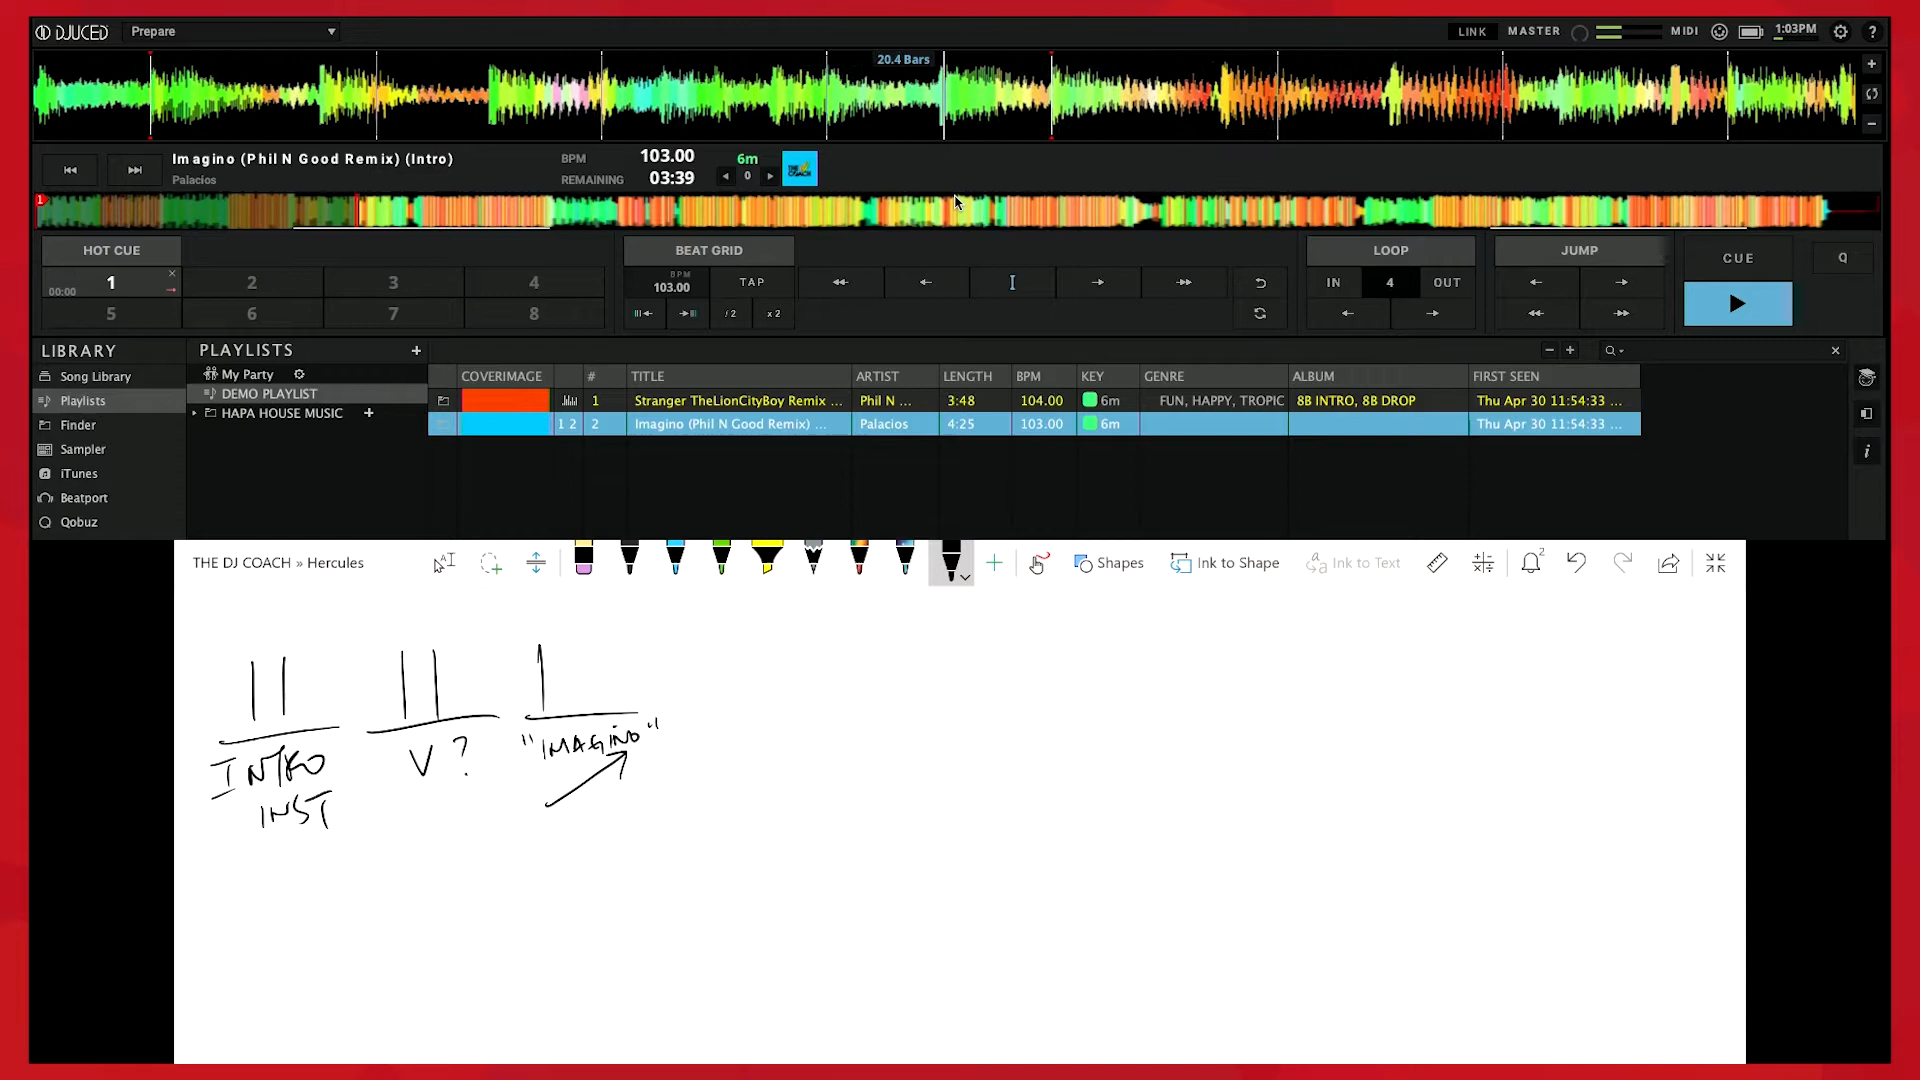 DJUCED Prepare LINK MASTER MIDI 1:03PM ?
20.4 Bars
Imagino (Phil N Good Remix) (Intro) BPM 103.00 6m
Palacios REMAINING 03:39 0
THE COACH
1
HOT CUE BEAT GRID LOOP JUMP CUE Q
1 2 3 4 BPM 103.00 TAP IN 4 OUT
00:00
5 6 7 8 /2 x2
LIBRARY PLAYLISTS +
Song Library
Playlists
Finder
Sampler
iTunes
Beatport
Qobuz
My Party
DEMO PLAYLIST
HAPA HOUSE MUSIC +
COVERIMAGE # TITLE ARTIST LENGTH BPM KEY GENRE ALBUM FIRST SEEN
1 Stranger TheLionCityBoy Remix ... Phil N ... 3:48 104.00 6m FUN, HAPPY, TROPIC 8B INTRO, 8B DROP Thu Apr 30 11:54:33 ...
1 2 2 Imagino (Phil N Good Remix) ... Palacios 4:25 103.00 6m Thu Apr 30 11:54:33 ...
THE DJ COACH » Hercules Shapes Ink to Shape Ink to Text 2
INTRO V ? "IMAGINO"
INST